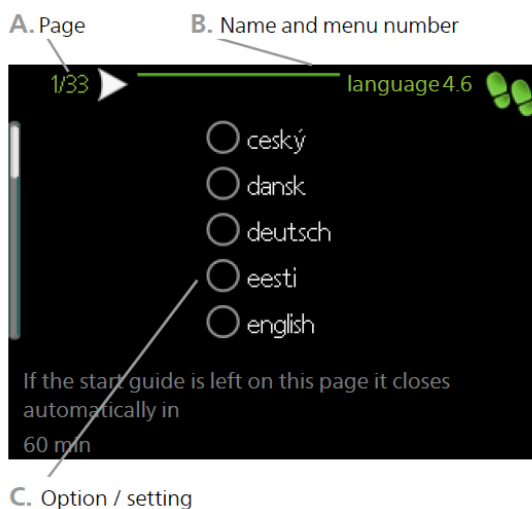 A. Page
B. Name and menu number
1/33
language 4.6
ceský
dansk
deutsch
eesti
english
If the start guide is left on this page it closes
automatically in
60 min
C. Option / setting